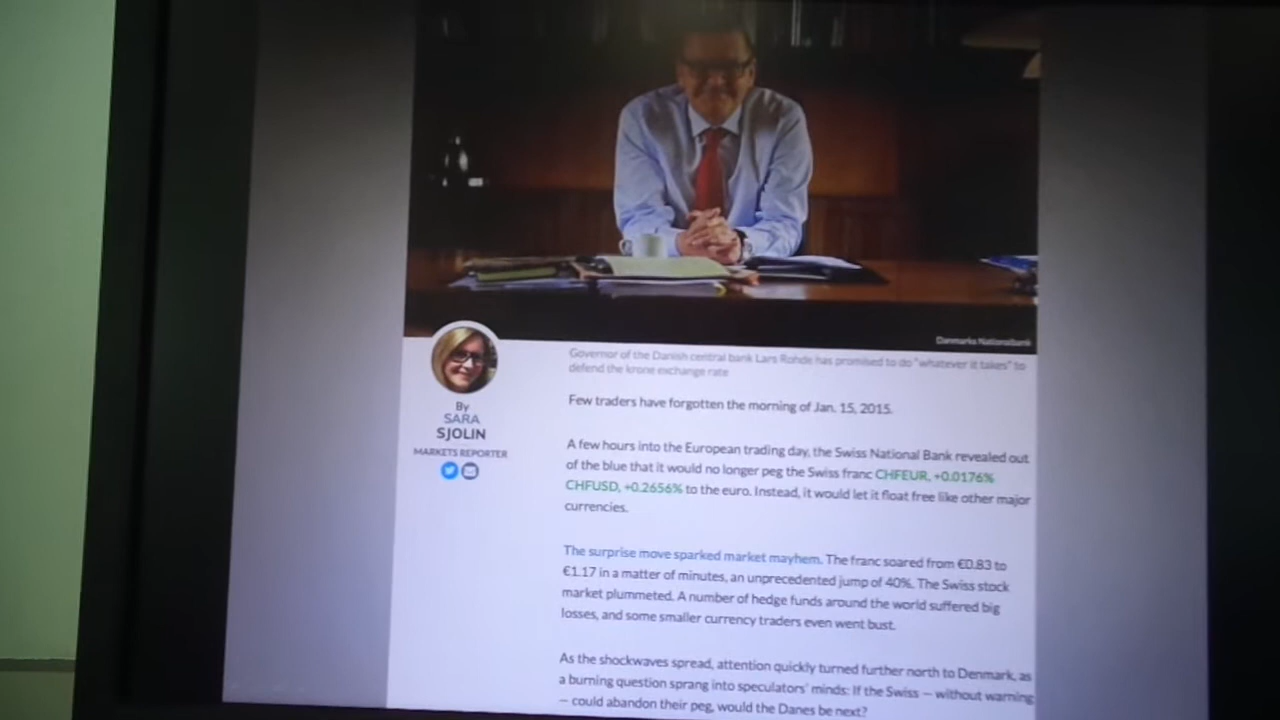 Danmarks Nationalbank
Governor of the Danish central bank Lars Rohde has promised to do "whatever it takes" to
defend the krone exchange rate
By
SARA
SJOLIN
MARKETS REPORTER
Few traders have forgotten the morning of Jan. 15, 2015.
A few hours into the European trading day, the Swiss National Bank revealed out
of the blue that it would no longer peg the Swiss franc CHFEUR, +0.0176%
CHFUSD, +0.2656% to the euro. Instead, it would let it float free like other major
currencies.
The surprise move sparked market mayhem. The franc soared from €0.83 to
€1.17 in a matter of minutes, an unprecedented jump of 40%. The Swiss stock
market plummeted. A number of hedge funds around the world suffered big
losses, and some smaller currency traders even went bust.
As the shockwaves spread, attention quickly turned further north to Denmark, as
a burning question sprang into speculators' minds: If the Swiss — without warning
— could abandon their peg, would the Danes be next?